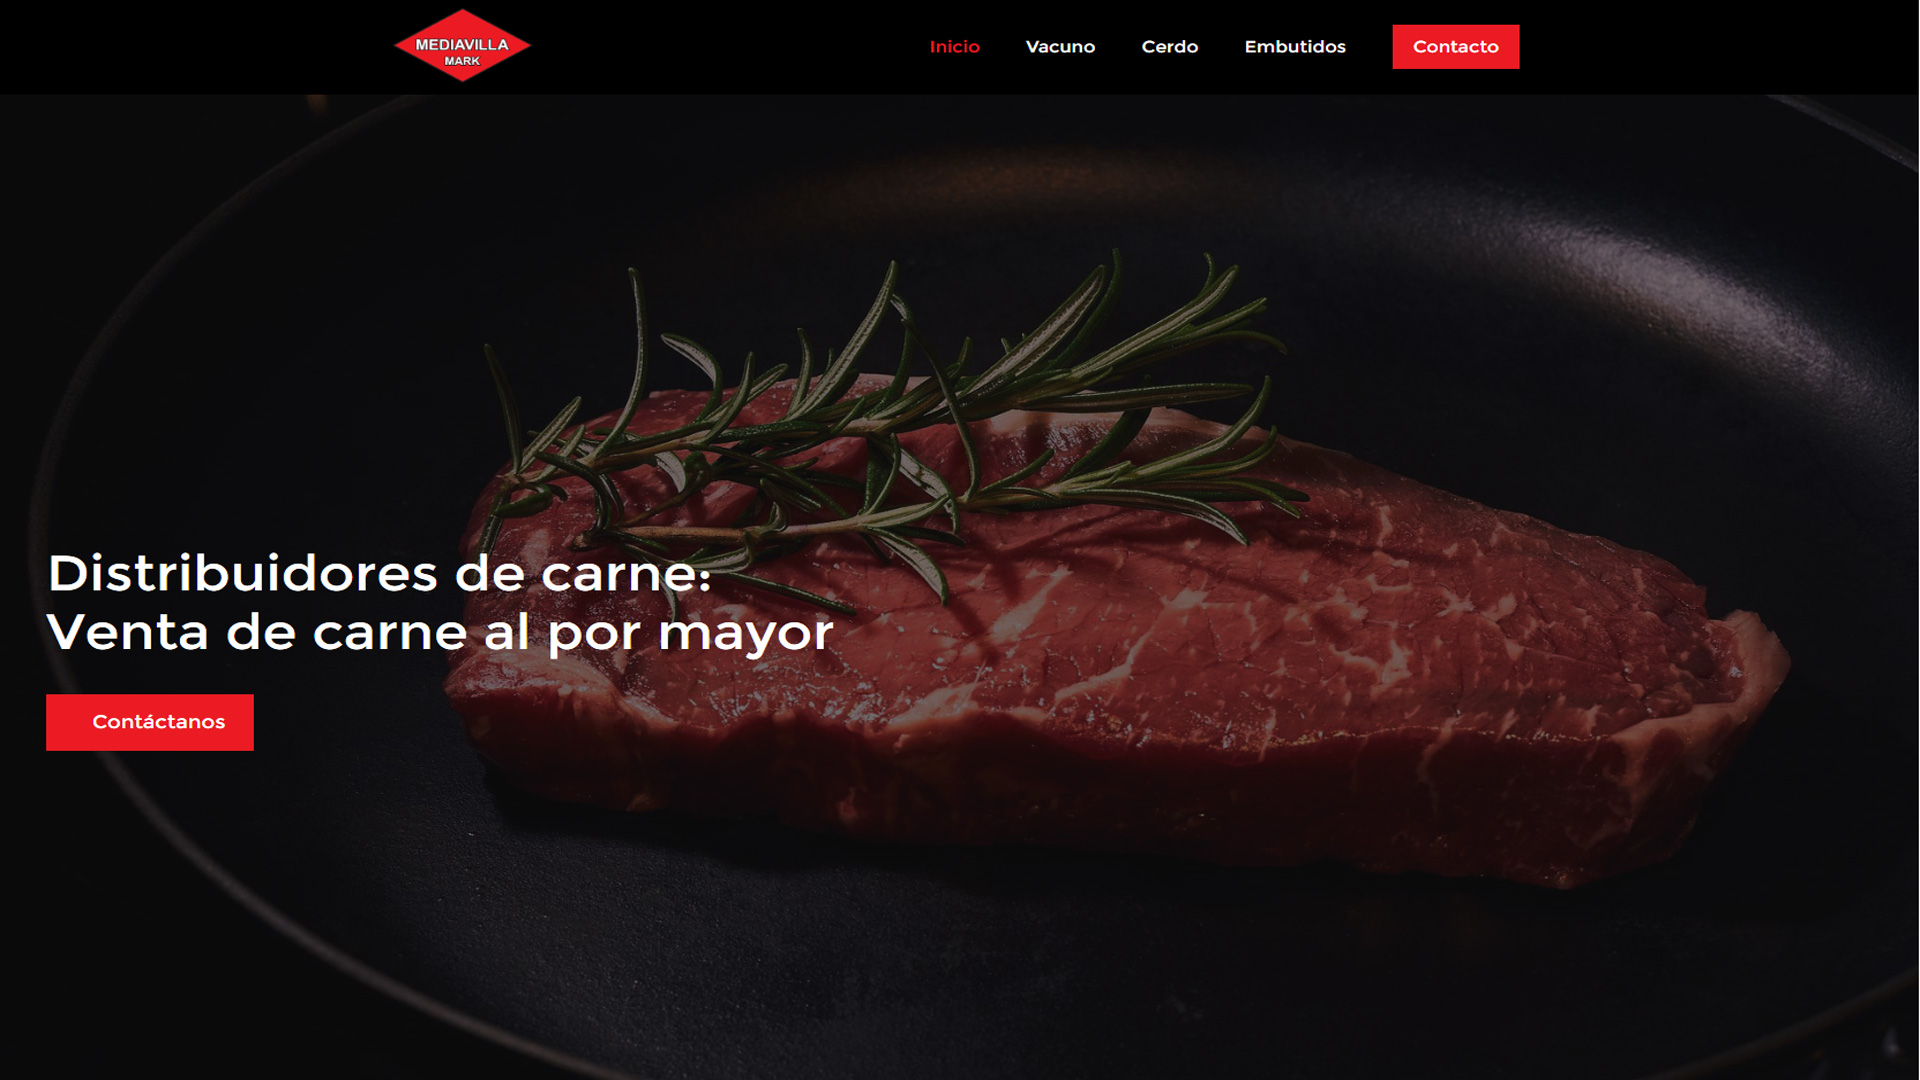 MEDIAVILLA
MARK
Inicio
Vacuno
Cerdo
Embutidos
Contacto
Distribuidores de carne:
Venta de carne al por mayor
Contáctanos